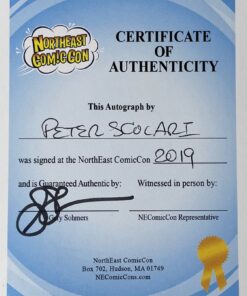 NORTHEAST
COMIC CON
CERTIFICATE
OF
AUTHENTICITY
This Autograph by
PETER SCOLARI
was signed at the NorthEast ComicCon 2019
and is Guaranteed Authentic by: Witnessed in person by:
Gary Sohmers NEComicCon Representative
NorthEast ComicCon
Box 702, Hudson, MA 01749
NEComicCons.com